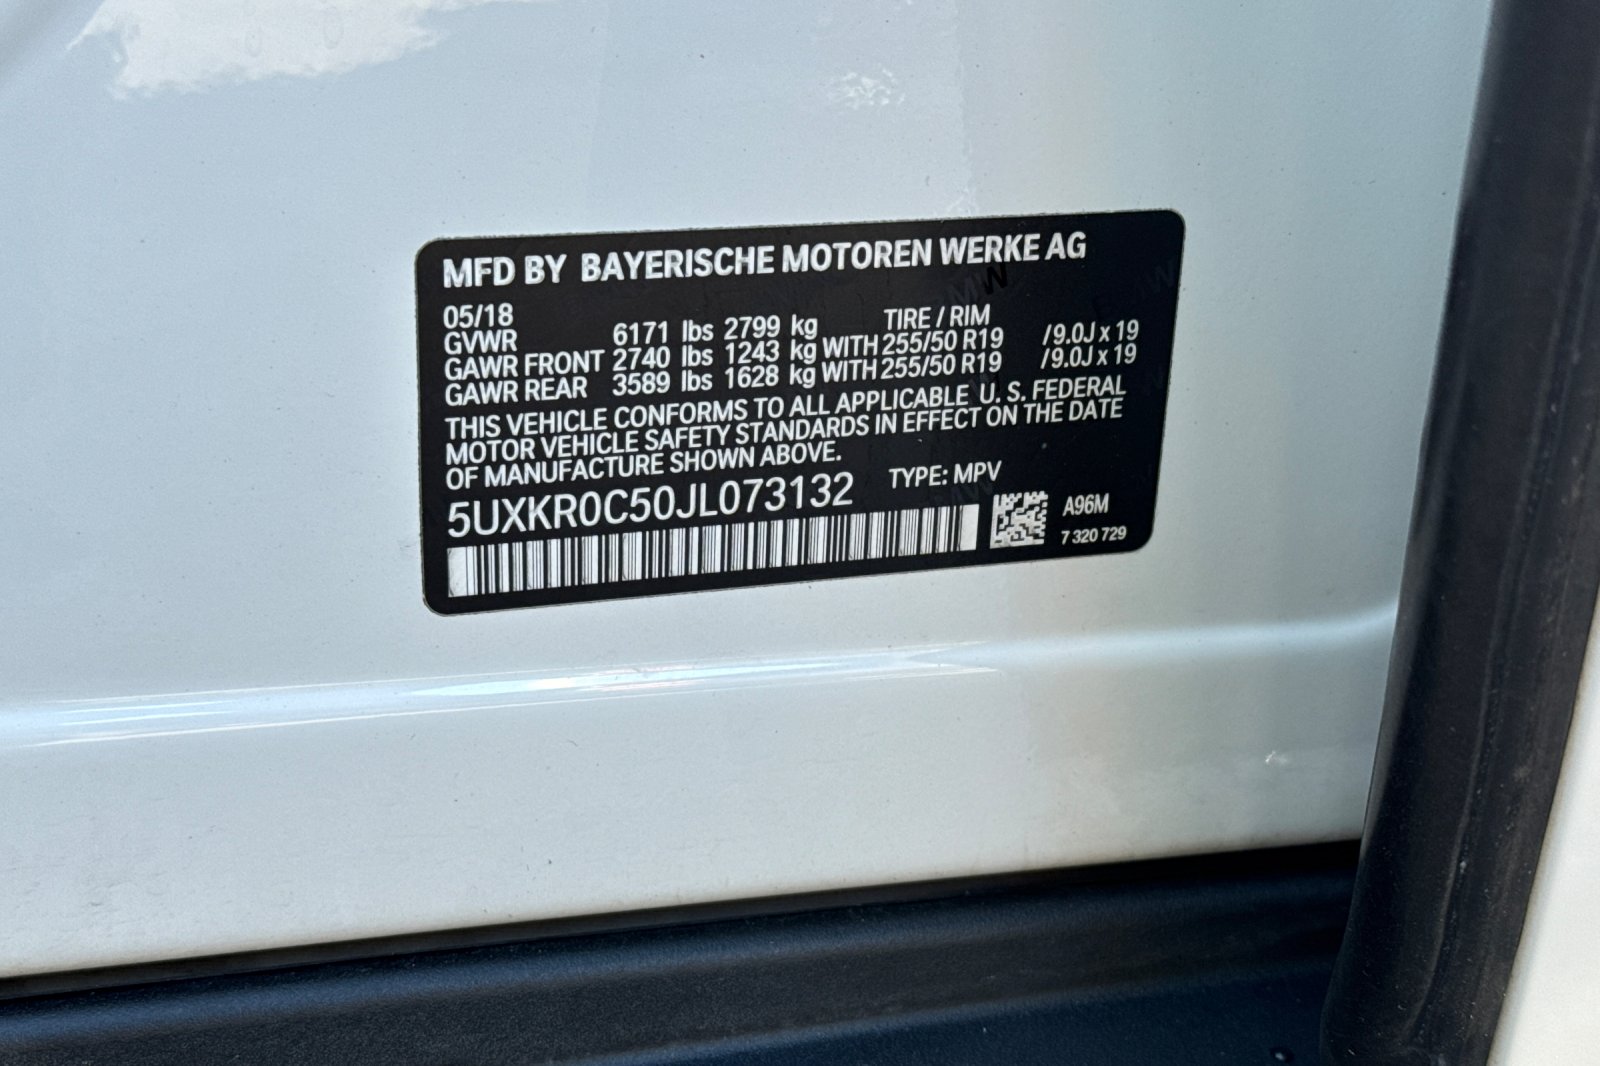 MFD BY BAYERISCHE MOTOREN WERKE AG
05/18 TIRE / RIM
GVWR 6171 lbs 2799 kg
GAWR FRONT 2740 lbs 1243 kg WITH 255/50 R19 /9.0J x 19
GAWR REAR 3589 lbs 1628 kg WITH 255/50 R19 /9.0J x 19
THIS VEHICLE CONFORMS TO ALL APPLICABLE U. S. FEDERAL
MOTOR VEHICLE SAFETY STANDARDS IN EFFECT ON THE DATE
OF MANUFACTURE SHOWN ABOVE.
5UXKR0C50JL073132 TYPE: MPV
A96M
7 320 729